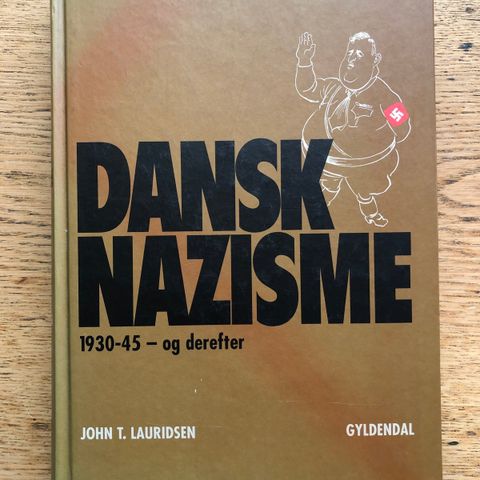 DANSK
NAZISME
1930-45 – og derefter
JOHN T. LAURIDSEN GYLDENDAL